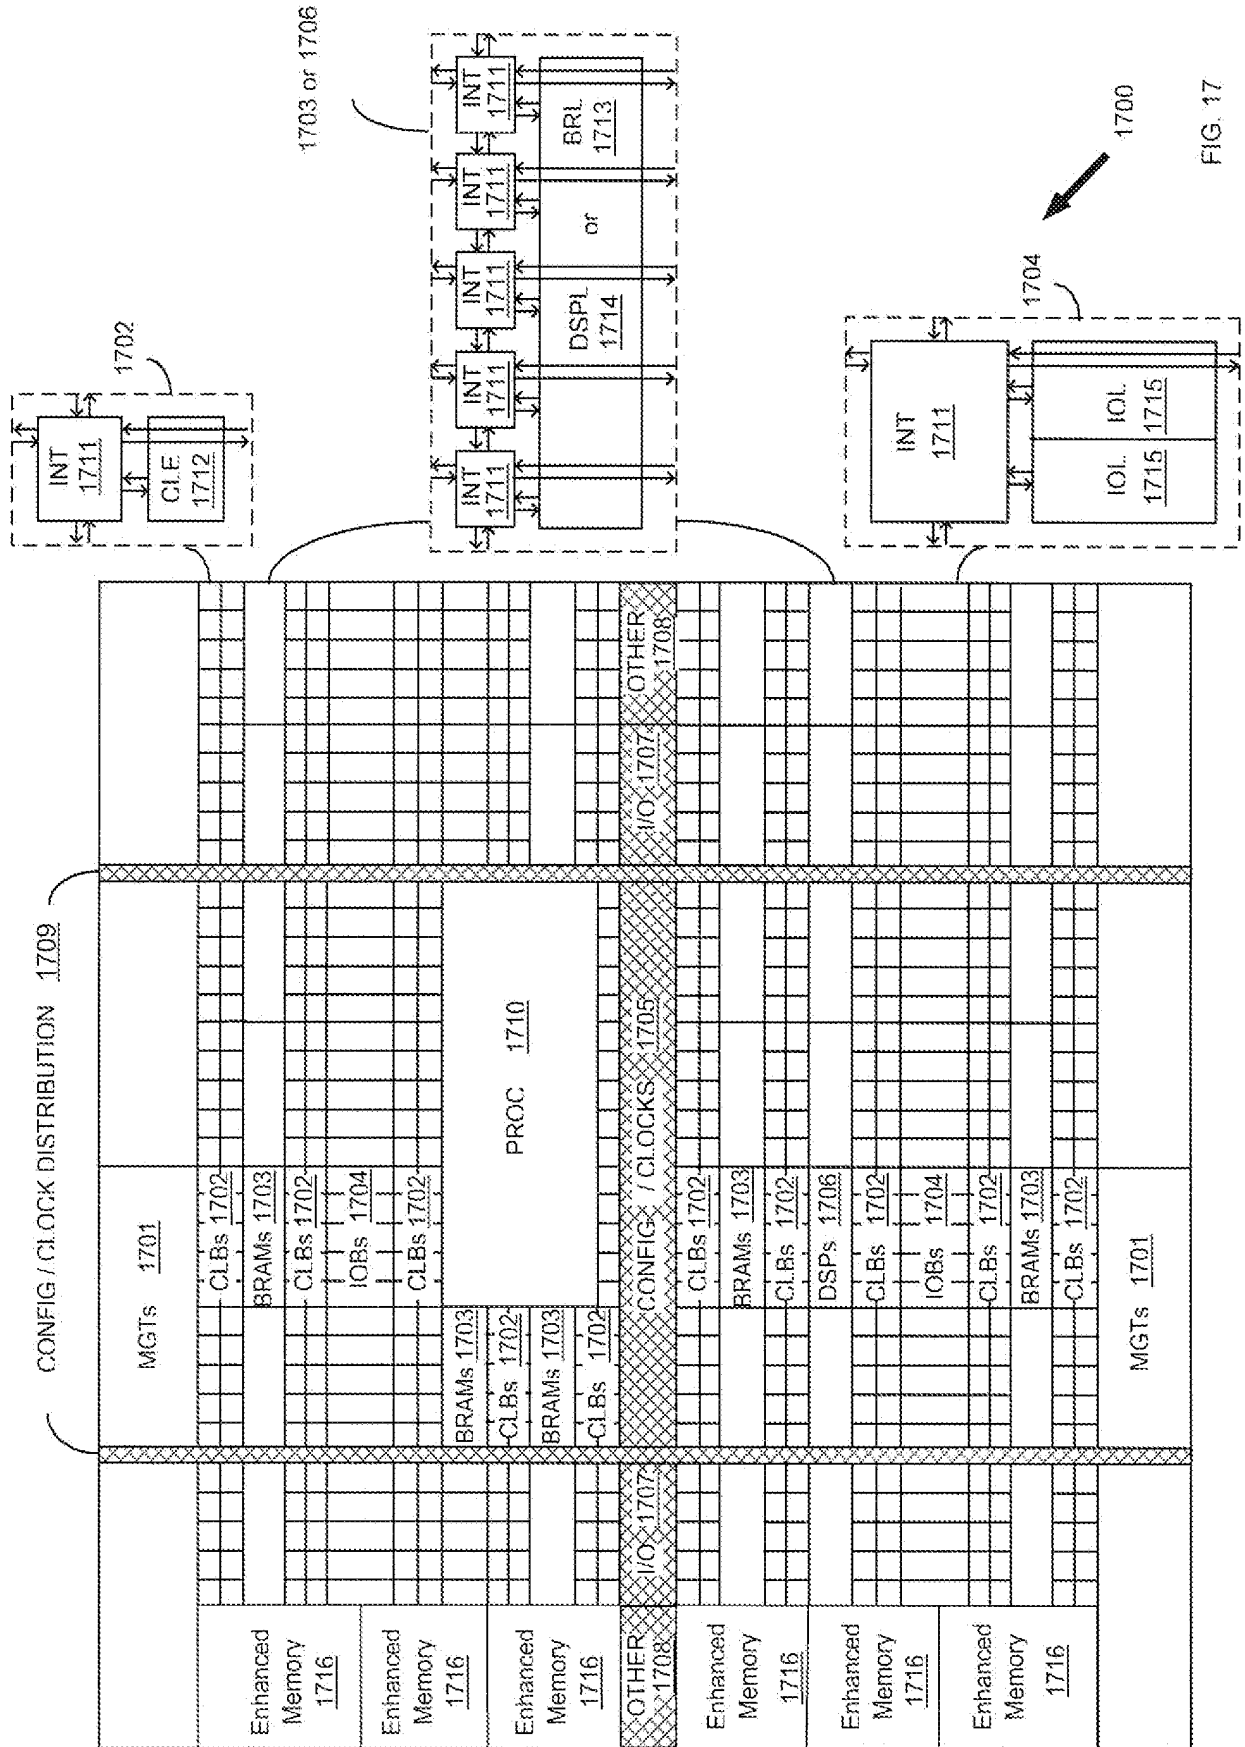 CONFIG / CLOCK DISTRIBUTION 1709
MGTs 1701
CLBs 1702
BRAMs 1703
CLBs 1702
IOBs 1704
CLBs 1702
BRAMs 1703
CLBs 1702
BRAMs 1703
CLBs 1702
PROC 1710
OTHER 1708
I/O 1707
CONFIG / CLOCKS 1705
I/O 1707
OTHER 1708
CLBs 1702
BRAMs 1703
CLBs 1702
DSPs 1706
CLBs 1702
IOBs 1704
CLBs 1702
BRAMs 1703
CLBs 1702
MGTs 1701
Enhanced
Memory
1716
Enhanced
Memory
1716
Enhanced
Memory
1716
Enhanced
Memory
1716
Enhanced
Memory
1716
Enhanced
Memory
1716
1702
INT
1711
CLE
1712
1703 or 1706
INT
1711
INT
1711
INT
1711
INT
1711
INT
1711
DSPL or BRL
1714 1713
1704
INT
1711
IOL IOL
1715 1715
1700
FIG. 17